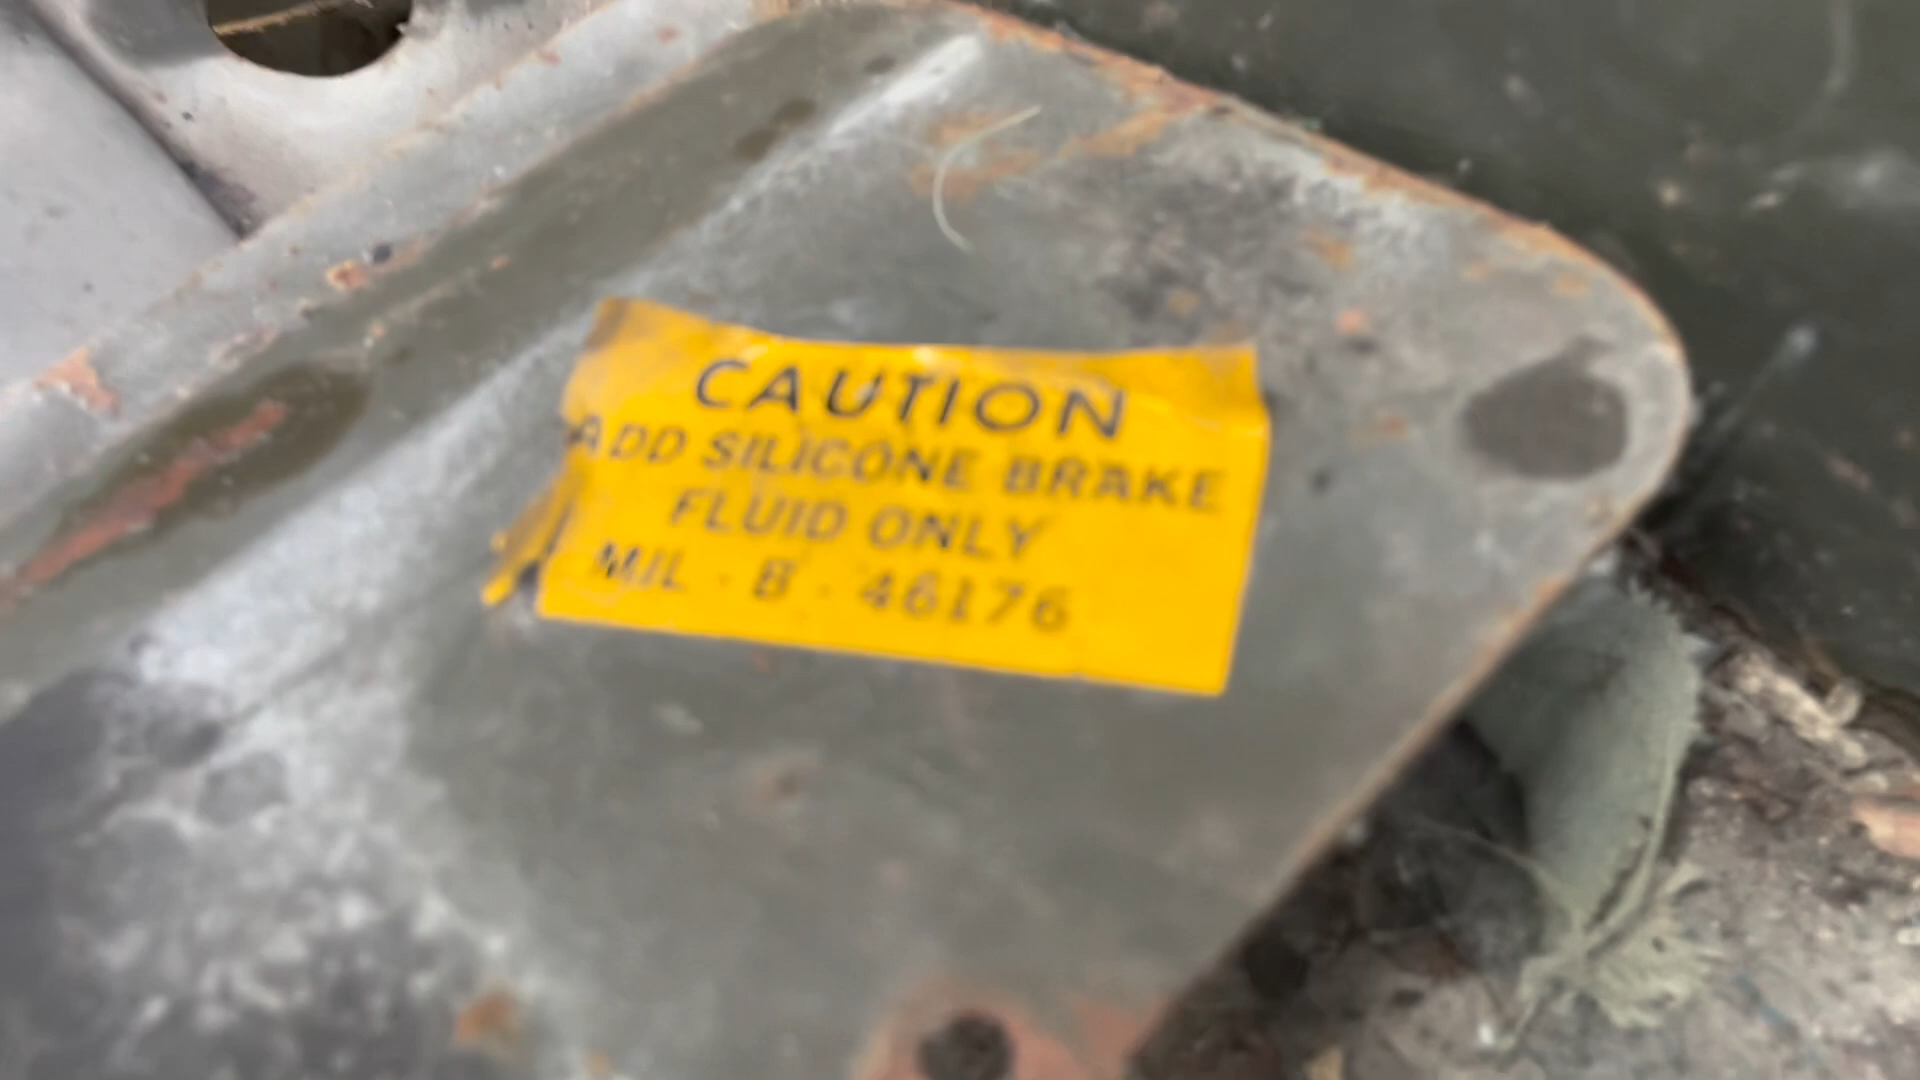 CAUTION
ADD SILICONE BRAKE
FLUID ONLY
MIL - B - 46176